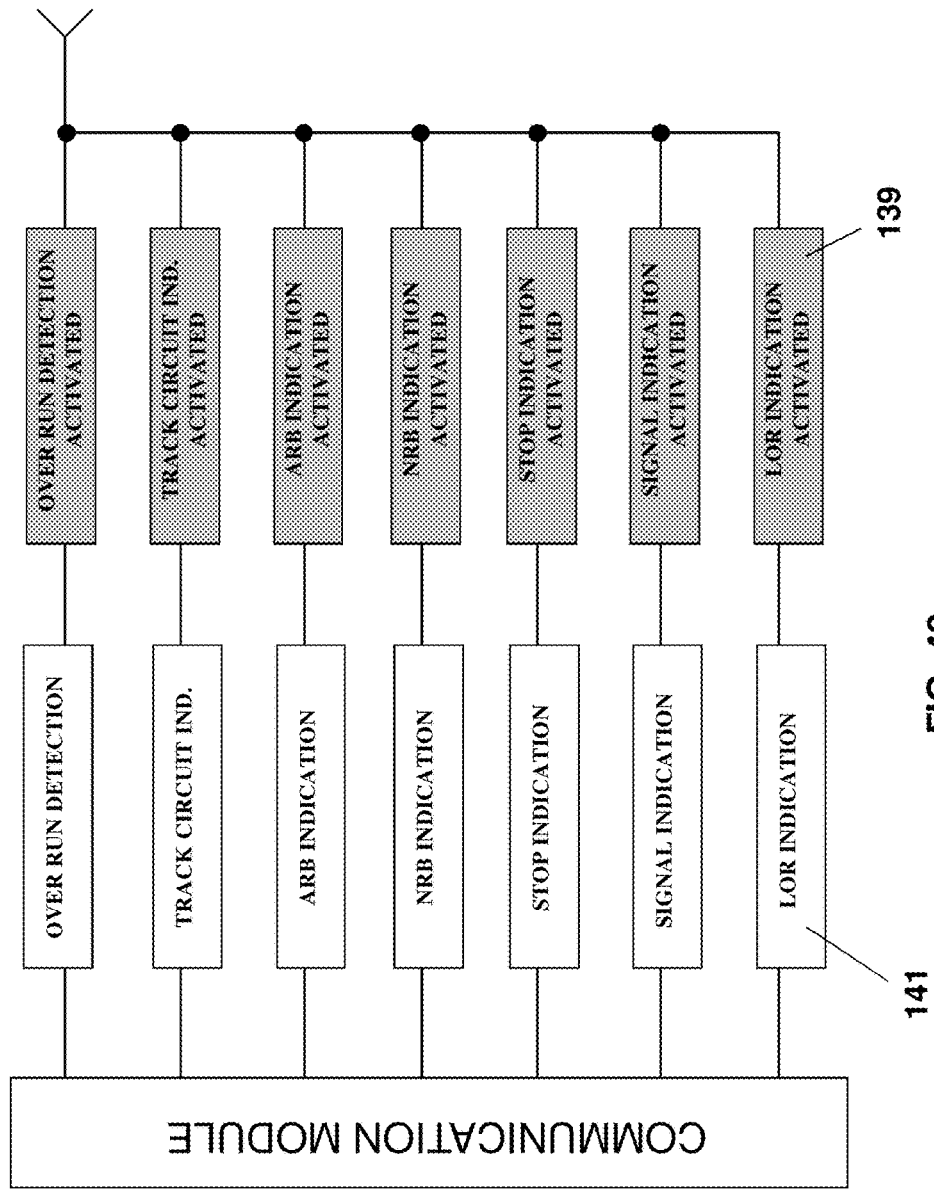 COMMUNICATION MODULE
OVER RUN DETECTION
OVER RUN DETECTION
ACTIVATED
TRACK CIRCUIT IND.
TRACK CIRCUIT IND.
ACTIVATED
ARB INDICATION
ARB INDICATION
ACTIVATED
NRB INDICATION
NRB INDICATION
ACTIVATED
STOP INDICATION
STOP INDICATION
ACTIVATED
SIGNAL INDICATION
SIGNAL INDICATION
ACTIVATED
LOR INDICATION
LOR INDICATION
ACTIVATED
141
139
FIG.